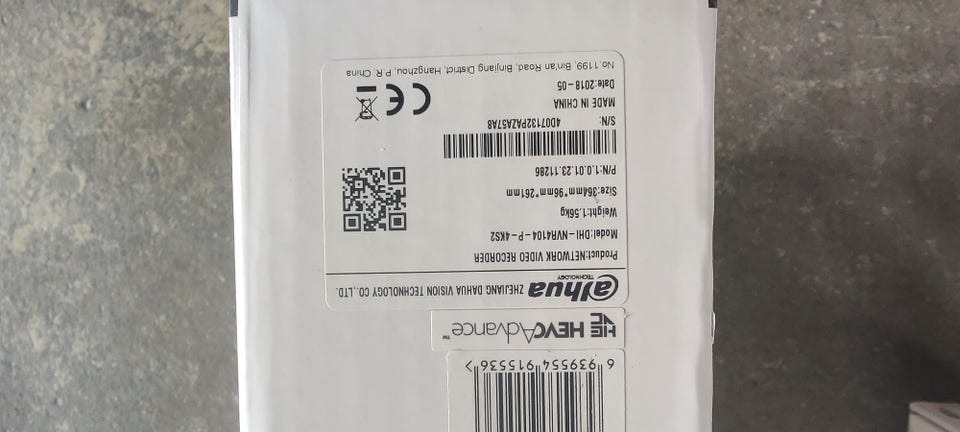 6 939554 915536 >
HEVC Advance™
alhua
TECHNOLOGY
ZHEJIANG DAHUA VISION TECHNOLOGY CO.,LTD.
Product:NETWORK VIDEO RECORDER
Model:DHI-NVR4104-P-4KS2
Weight:1.56kg
Size:364mm*96mm*261mm
P/N:1.0.01.23.11286
S/N: 4D07132PAZA57A8
MADE IN CHINA
Date:2018-05
CE
No.1199, Bin'an Road, Binjiang District, Hangzhou, P.R. China